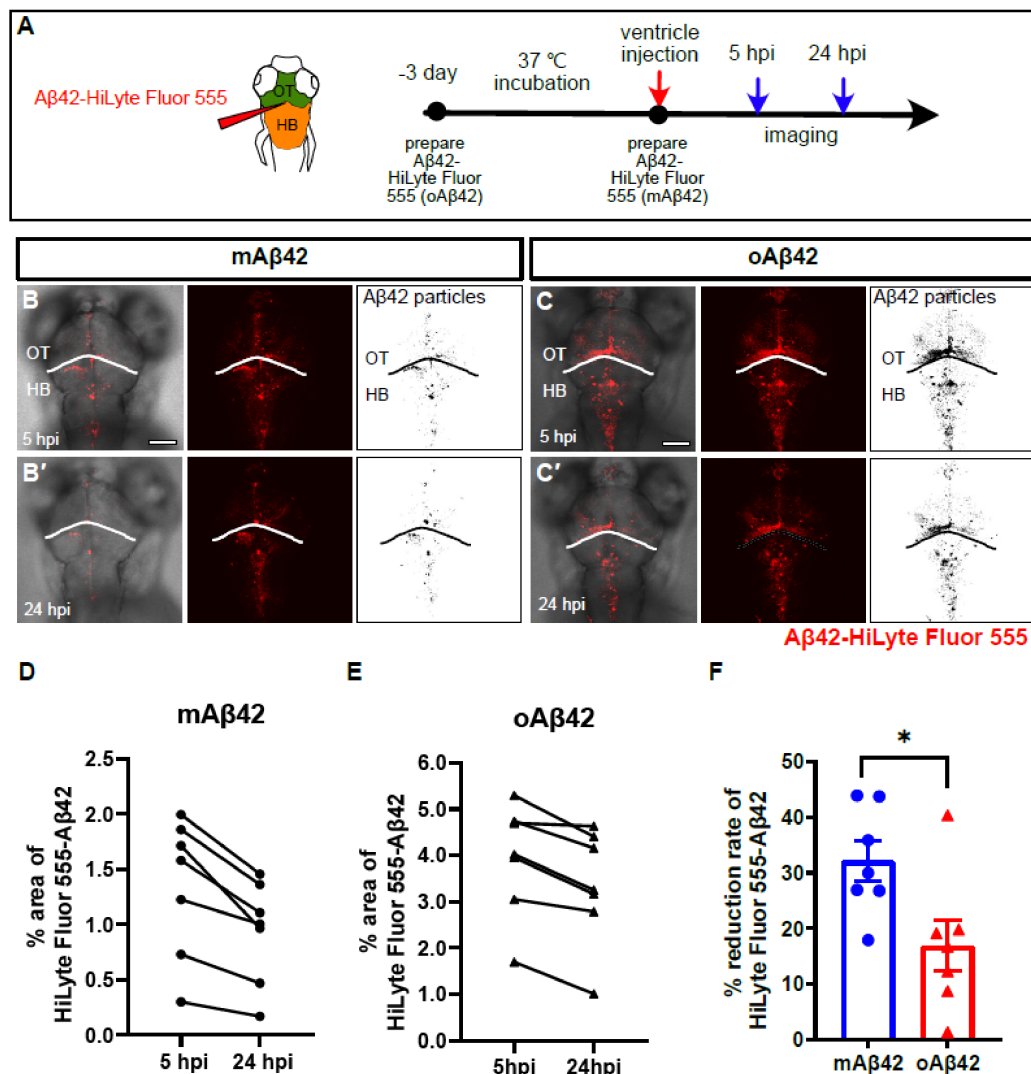 A
Aβ42-HiLyte Fluor 555
OT
HB
-3 day
37 ℃
incubation
ventricle
injection
5 hpi
24 hpi
imaging
prepare
Aβ42-
HiLyte Fluor
555 (oAβ42)
prepare
Aβ42-
HiLyte Fluor
555 (mAβ42)
mAβ42
oAβ42
B
OT
HB
5 hpi
Aβ42 particles
OT
HB
C
OT
HB
5 hpi
Aβ42 particles
OT
HB
B′
24 hpi
C′
24 hpi
Aβ42-HiLyte Fluor 555
D
mAβ42
% area of
HiLyte Fluor 555-Aβ42
2.5
2.0
1.5
1.0
0.5
0.0
5 hpi
24 hpi
E
oAβ42
% area of
HiLyte Fluor 555-Aβ42
6.0
5.0
4.0
3.0
2.0
1.0
0.0
5hpi
24hpi
F
% reduction rate of
HiLyte Fluor 555-Aβ42
50
40
30
20
10
0
*
mAβ42
oAβ42